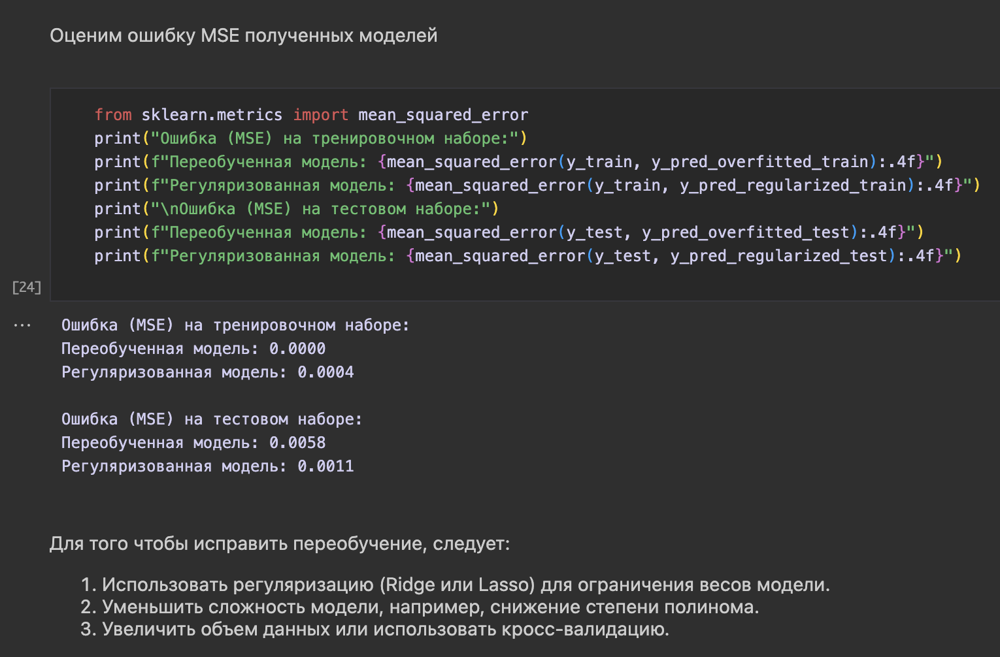 Оценим ошибку MSE полученных моделей
from sklearn.metrics import mean_squared_error
print("Ошибка (MSE) на тренировочном наборе:")
print(f"Переобученная модель: {mean_squared_error(y_train, y_pred_overfitted_train):.4f}")
print(f"Регуляризованная модель: {mean_squared_error(y_train, y_pred_regularized_train):.4f}")
print("\nОшибка (MSE) на тестовом наборе:")
print(f"Переобученная модель: {mean_squared_error(y_test, y_pred_overfitted_test):.4f}")
print(f"Регуляризованная модель: {mean_squared_error(y_test, y_pred_regularized_test):.4f}")
[24]
... Ошибка (MSE) на тренировочном наборе:
Переобученная модель: 0.0000
Регуляризованная модель: 0.0004
Ошибка (MSE) на тестовом наборе:
Переобученная модель: 0.0058
Регуляризованная модель: 0.0011
Для того чтобы исправить переобучение, следует:
1. Использовать регуляризацию (Ridge или Lasso) для ограничения весов модели.
2. Уменьшить сложность модели, например, снижение степени полинома.
3. Увеличить объем данных или использовать кросс-валидацию.